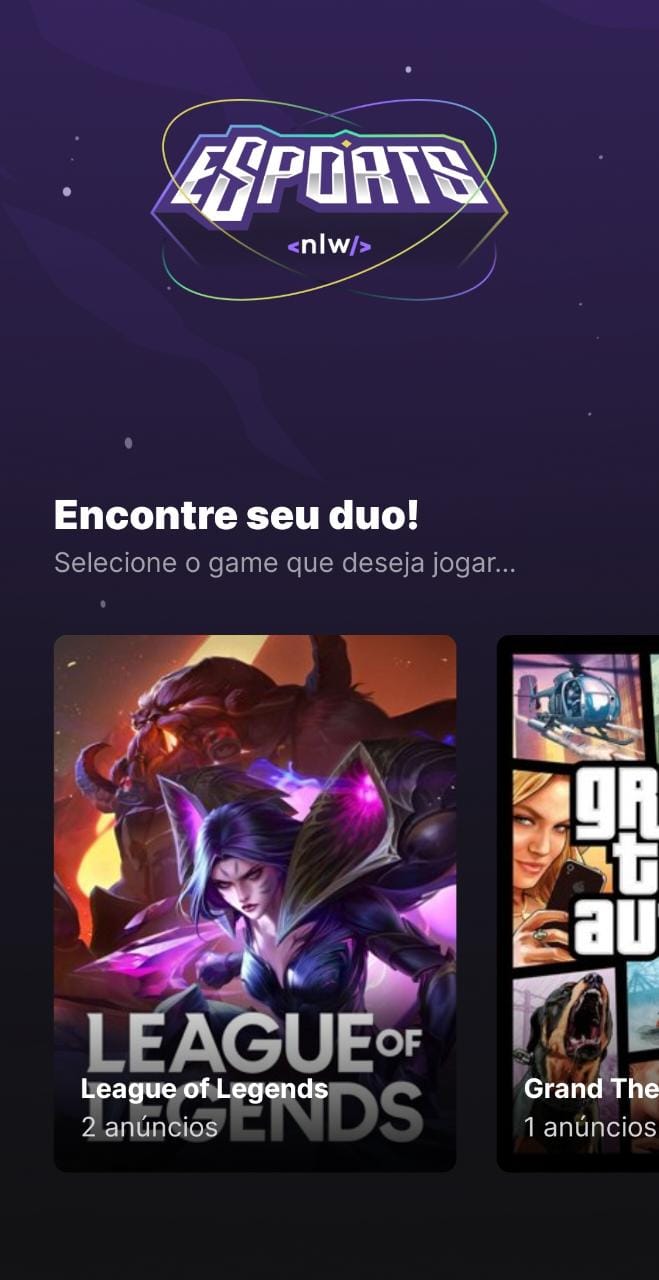 ESPORTS
<nlw/>
Encontre seu duo!
Selecione o game que deseja jogar...
LEAGUE OF
LEGENDS
League of Legends
2 anúncios
gr
t
au
Grand The
1 anúncios